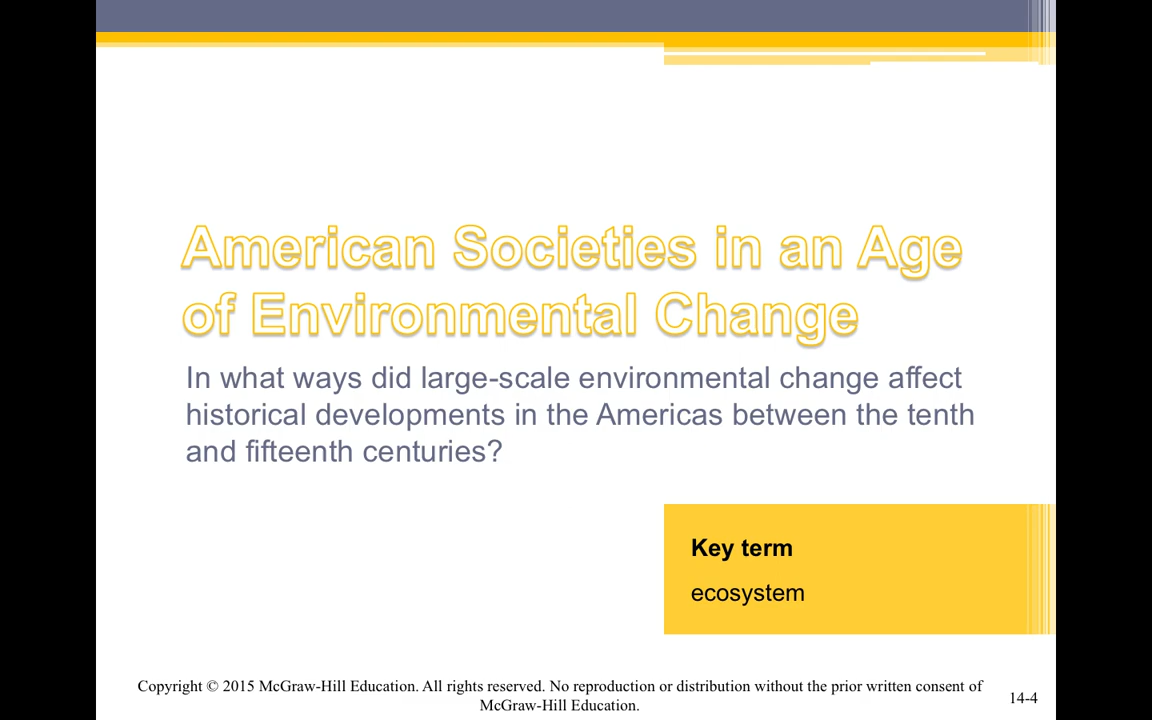 American Societies in an Age
of Environmental Change
In what ways did large-scale environmental change affect
historical developments in the Americas between the tenth
and fifteenth centuries?
Key term
ecosystem
Copyright © 2015 McGraw-Hill Education. All rights reserved. No reproduction or distribution without the prior written consent of
McGraw-Hill Education.
14-4